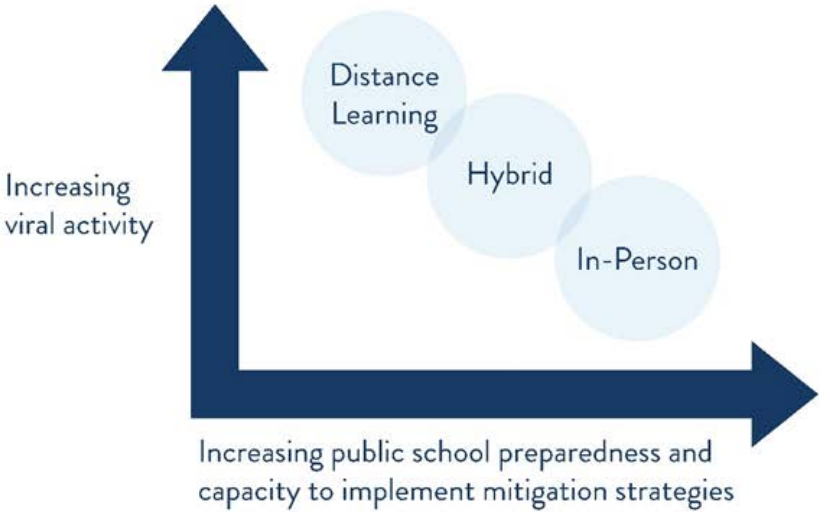 Distance
Learning
Hybrid
Increasing
viral activity
In-Person
Increasing public school preparedness and
capacity to implement mitigation strategies